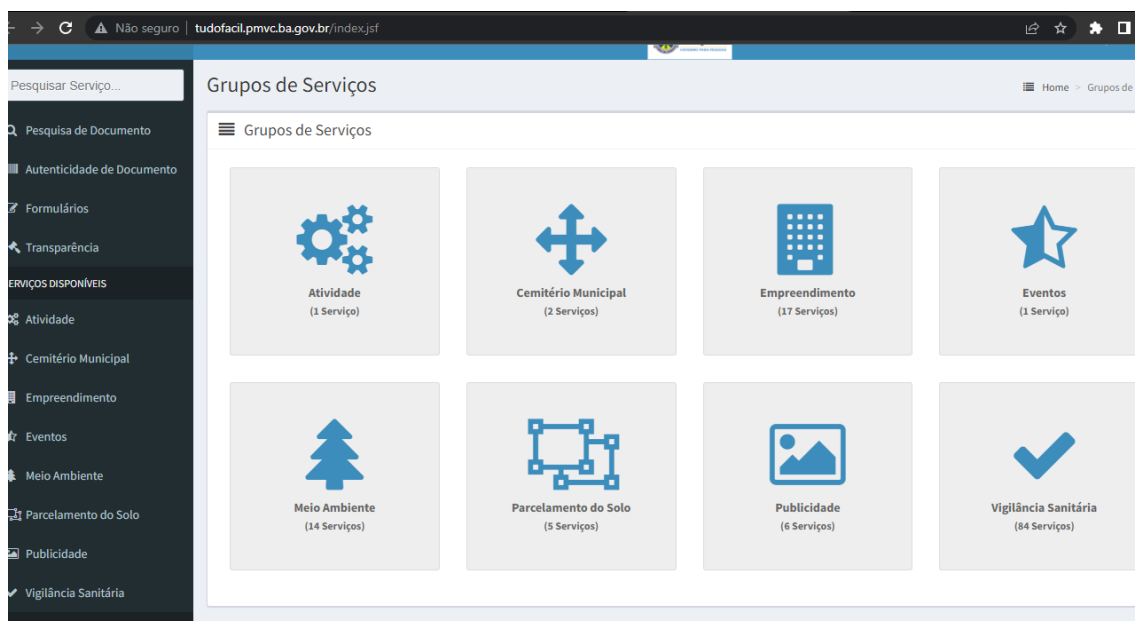 Não seguro | tudofacil.pmvc.ba.gov.br/index.jsf
Pesquisar Serviço...
Pesquisa de Documento
Autenticidade de Documento
Formulários
Transparência
ERVIÇOS DISPONÍVEIS
Atividade
Cemitério Municipal
Empreendimento
Eventos
Meio Ambiente
Parcelamento do Solo
Publicidade
Vigilância Sanitária
Grupos de Serviços
Home > Grupos de
Grupos de Serviços
Atividade
(1 Serviço)
Cemitério Municipal
(2 Serviços)
Empreendimento
(17 Serviços)
Eventos
(1 Serviço)
Meio Ambiente
(14 Serviços)
Parcelamento do Solo
(5 Serviços)
Publicidade
(6 Serviços)
Vigilância Sanitária
(84 Serviços)